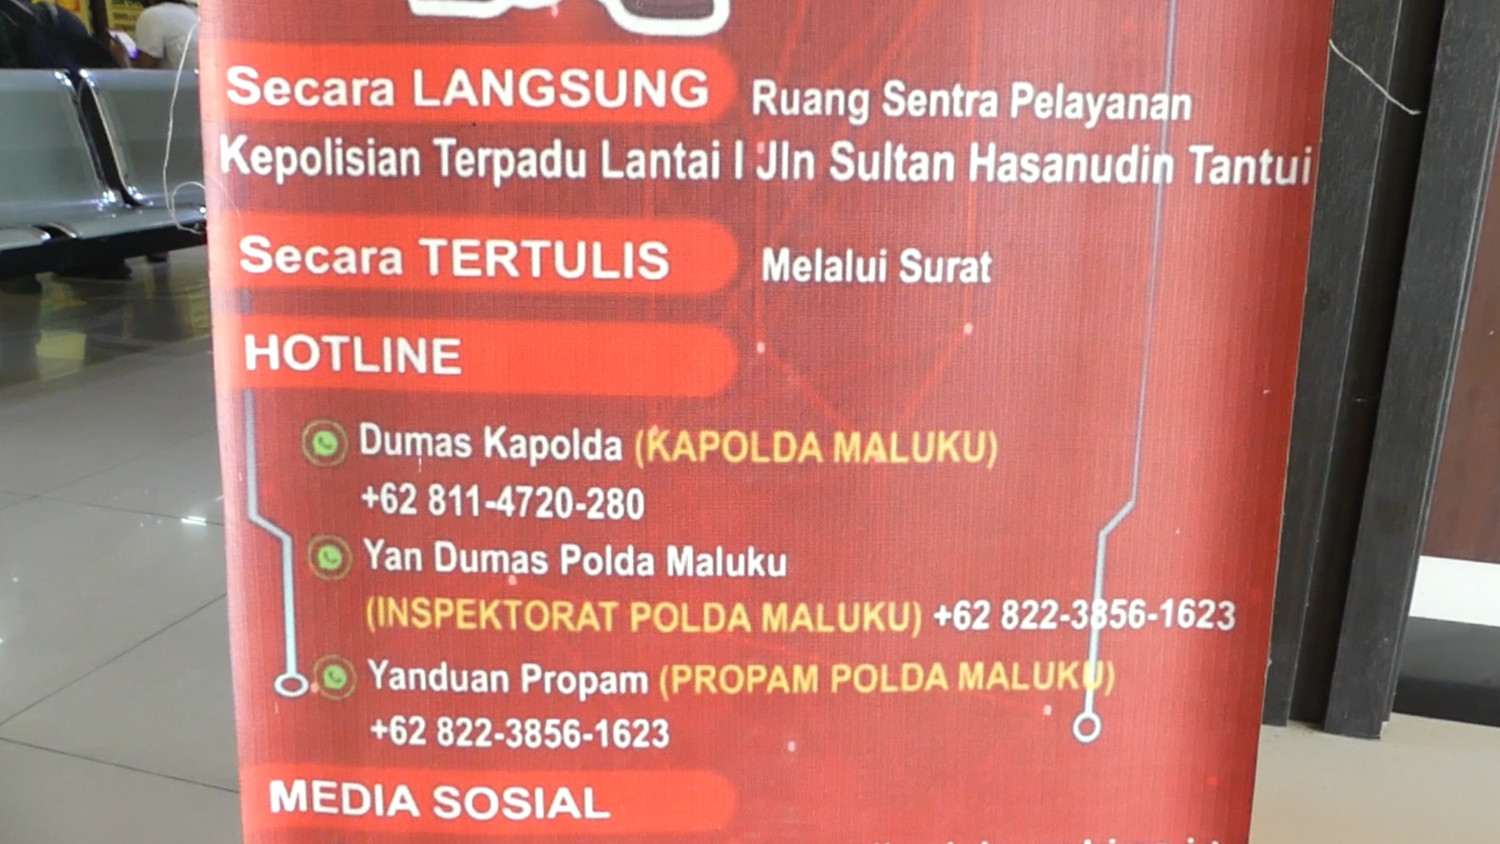 Secara LANGSUNG Ruang Sentra Pelayanan
Kepolisian Terpadu Lantai I Jln Sultan Hasanudin Tantui
Secara TERTULIS Melalui Surat
HOTLINE
Dumas Kapolda (KAPOLDA MALUKU)
+62 811-4720-280
Yan Dumas Polda Maluku
(INSPEKTORAT POLDA MALUKU) +62 822-3856-1623
Yanduan Propam (PROPAM POLDA MALUKU)
+62 822-3856-1623
MEDIA SOSIAL